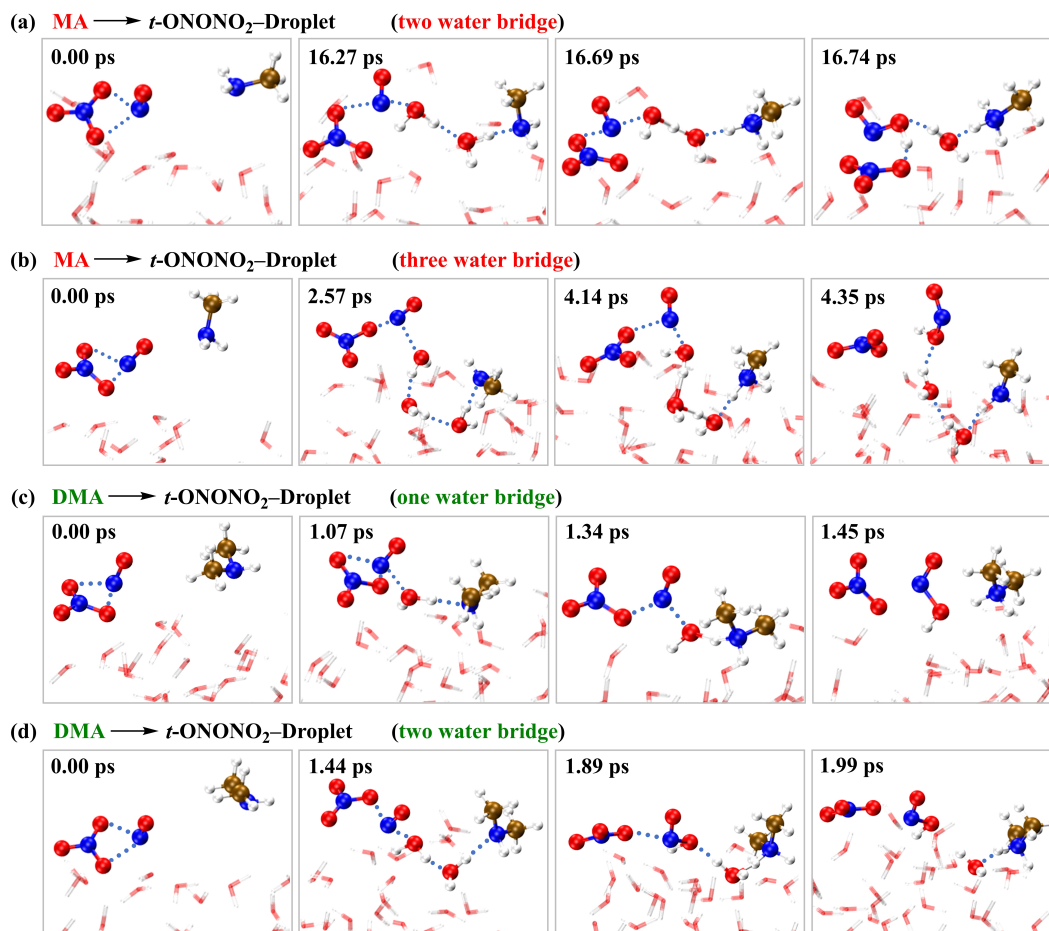 (a) MA ⟶ t-ONONO₂–Droplet (two water bridge)
0.00 ps 16.27 ps 16.69 ps 16.74 ps
(b) MA ⟶ t-ONONO₂–Droplet (three water bridge)
0.00 ps 2.57 ps 4.14 ps 4.35 ps
(c) DMA ⟶ t-ONONO₂–Droplet (one water bridge)
0.00 ps 1.07 ps 1.34 ps 1.45 ps
(d) DMA ⟶ t-ONONO₂–Droplet (two water bridge)
0.00 ps 1.44 ps 1.89 ps 1.99 ps